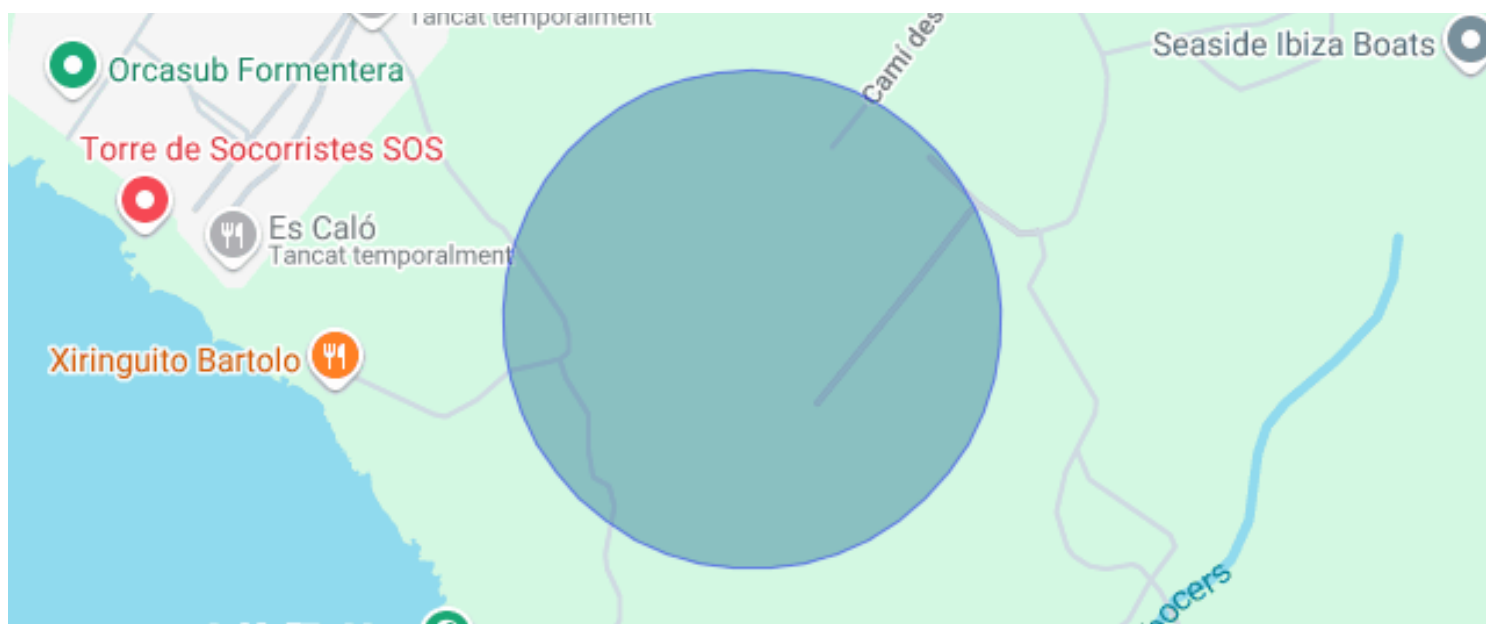 Tancat temporalment
Orcasub Formentera
Camí des
Seaside Ibiza Boats
Torre de Socorristes SOS
Es Caló
Tancat temporalment
Xiringuito Bartolo